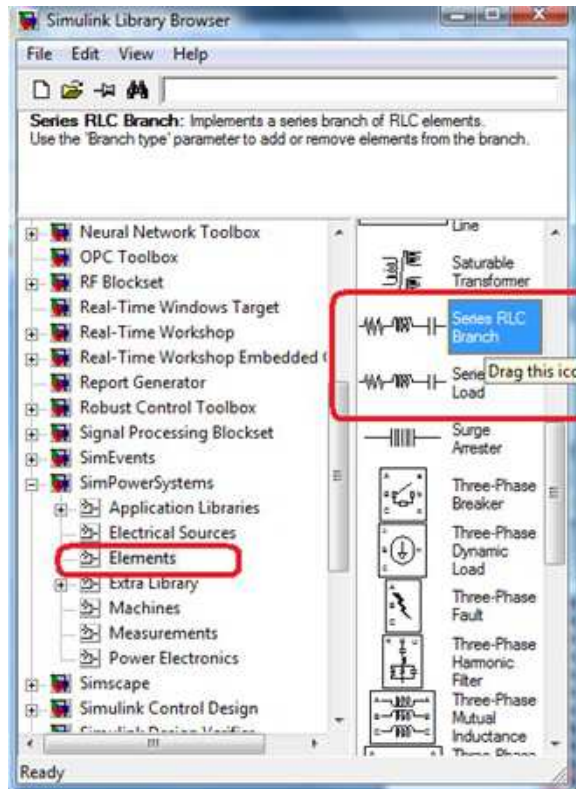 Simulink Library Browser
File Edit View Help
Series RLC Branch: Implements a series branch of RLC elements.
Use the 'Branch type' parameter to add or remove elements from the branch.
Neural Network Toolbox
OPC Toolbox
RF Blockset
Real-Time Windows Target
Real-Time Workshop
Real-Time Workshop Embedded
Report Generator
Robust Control Toolbox
Signal Processing Blockset
SimEvents
SimPowerSystems
Application Libraries
Electrical Sources
Elements
Extra Library
Machines
Measurements
Power Electronics
Simscape
Simulink Control Design
Simulink Design Verifier
Line
Saturable
Transformer
Series RLC
Branch
Serie
Drag this ico
Load
Surge
Arrester
Three-Phase
Breaker
Three-Phase
Dynamic
Load
Three-Phase
Fault
Three-Phase
Harmonic
Filter
Three-Phase
Mutual
Inductance
Three-Phase
Ready